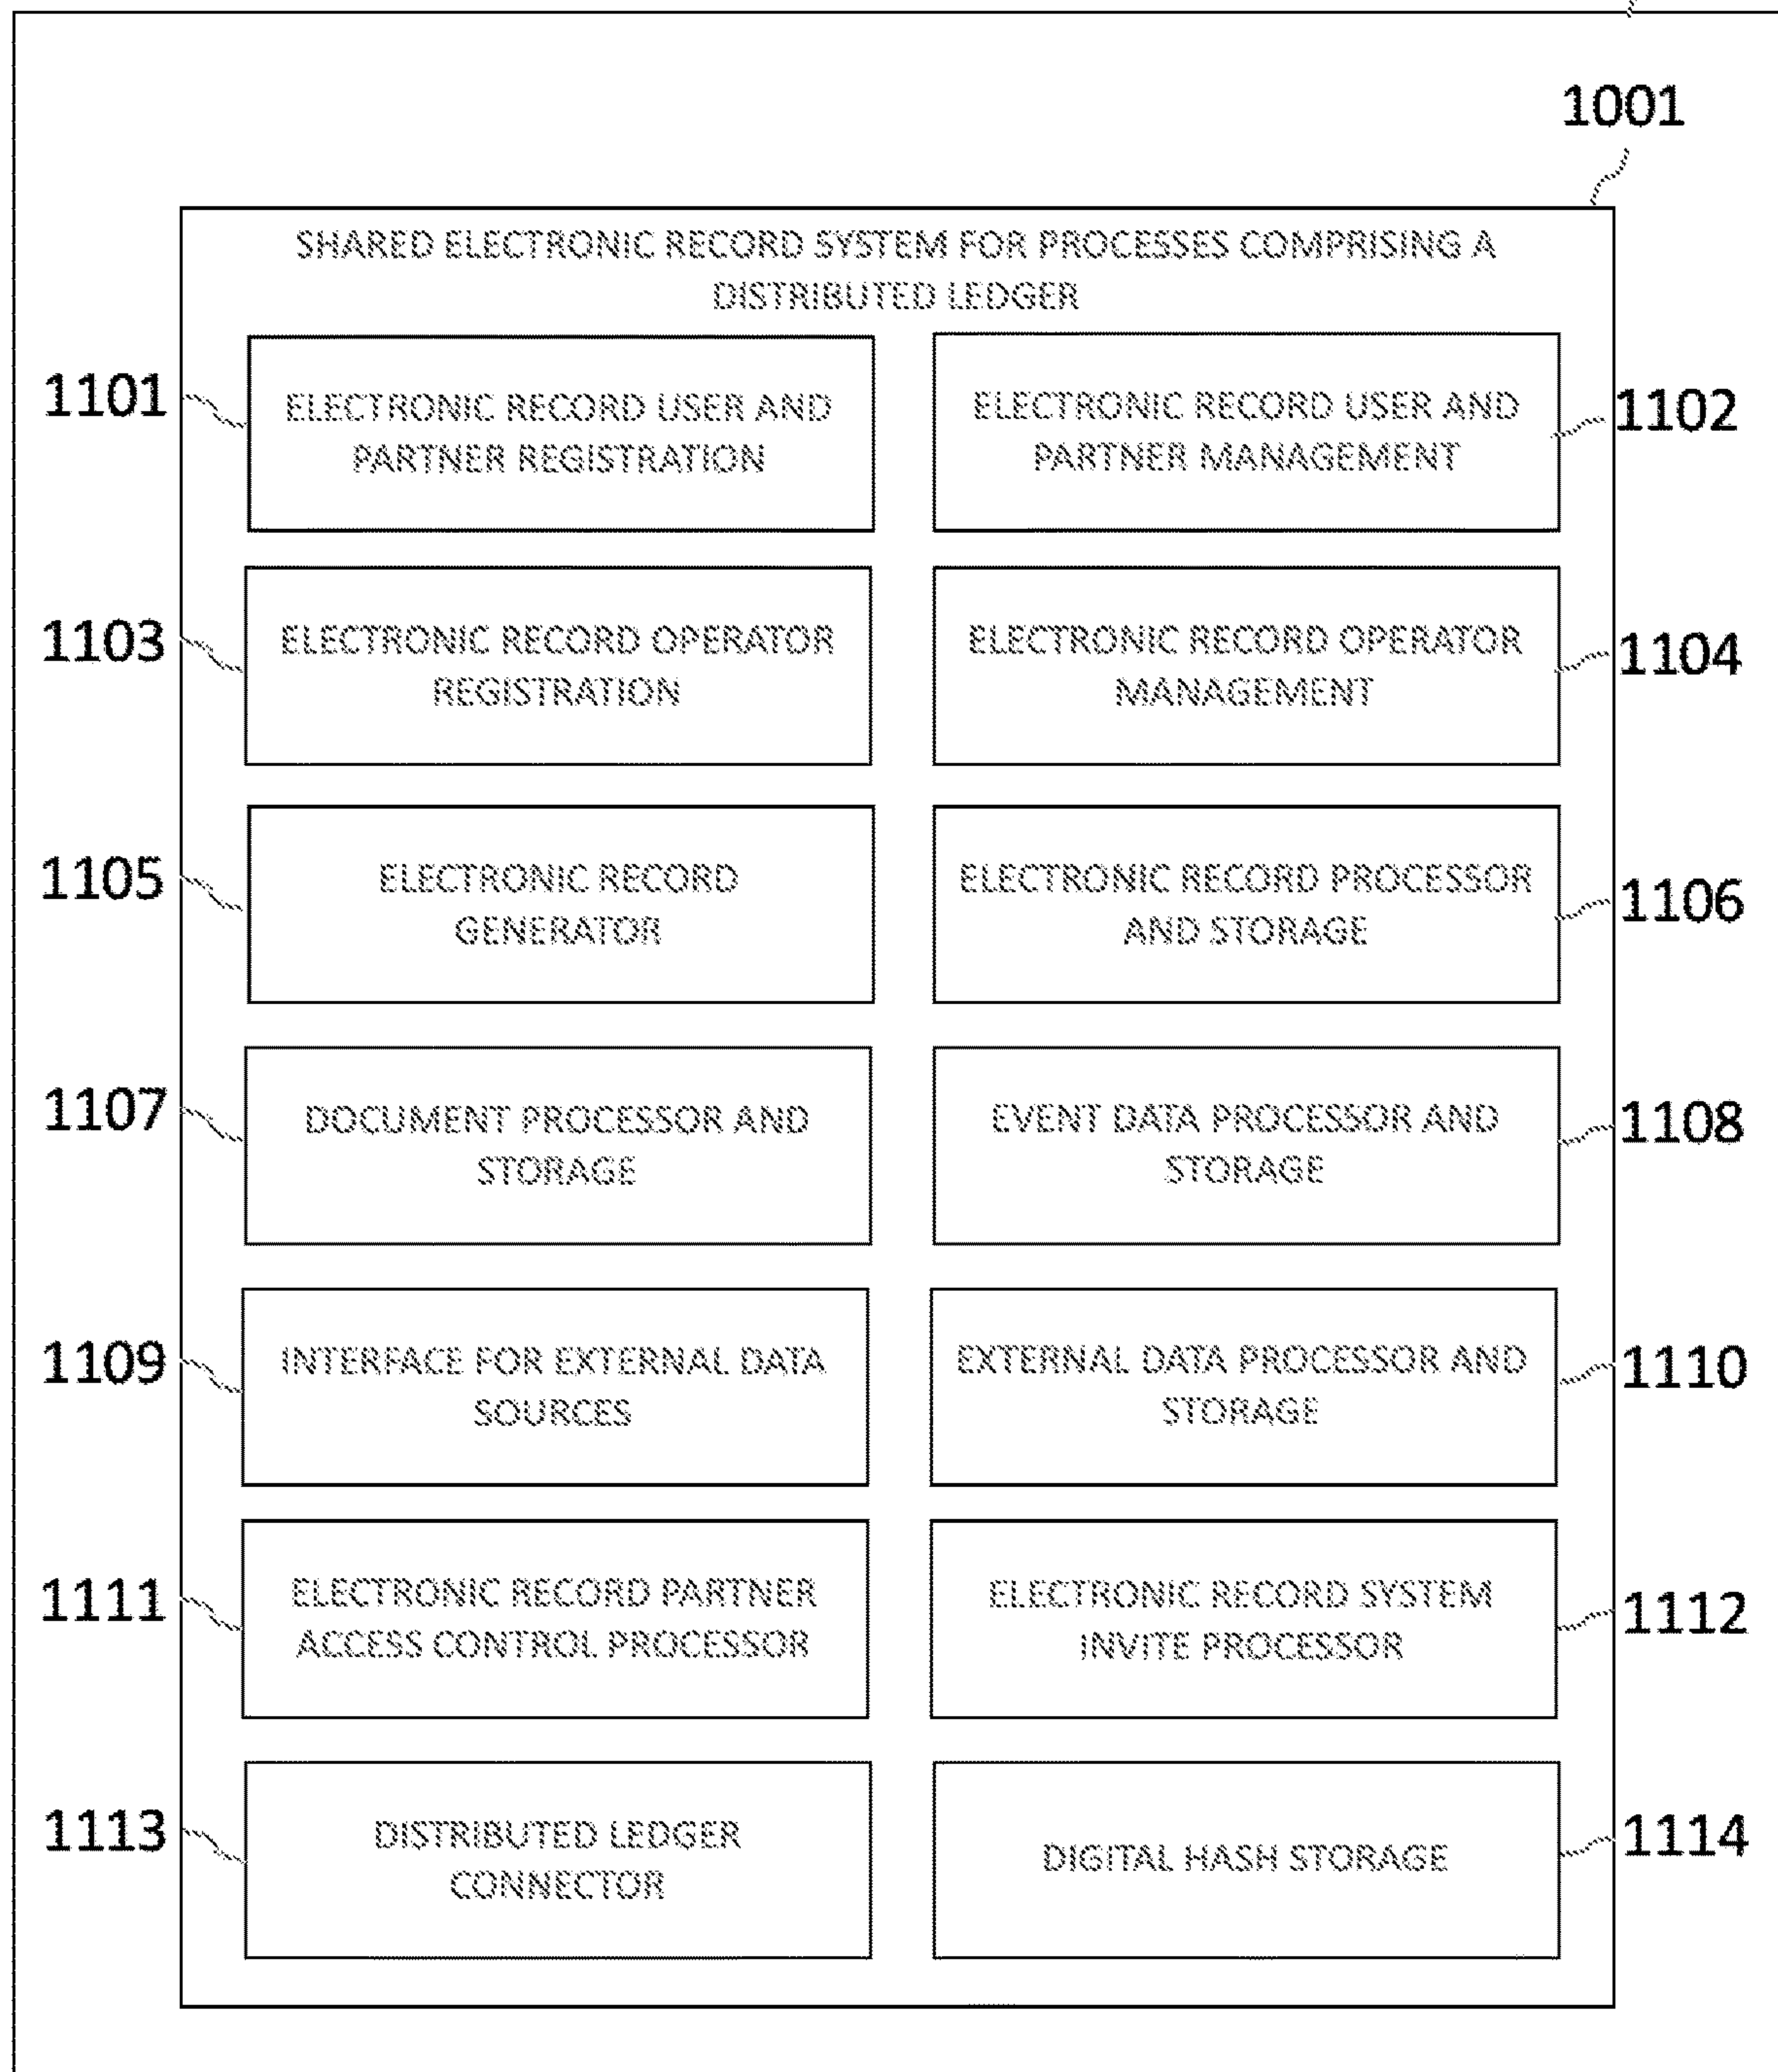 1001
SHARED ELECTRONIC RECORD SYSTEM FOR PROCESSES COMPRISING A
DISTRIBUTED LEDGER
1101
ELECTRONIC RECORD USER AND
PARTNER REGISTRATION
ELECTRONIC RECORD USER AND
PARTNER MANAGEMENT
1102
1103
ELECTRONIC RECORD OPERATOR
REGISTRATION
ELECTRONIC RECORD OPERATOR
MANAGEMENT
1104
1105
ELECTRONIC RECORD
GENERATOR
ELECTRONIC RECORD PROCESSOR
AND STORAGE
1106
1107
DOCUMENT PROCESSOR AND
STORAGE
EVENT DATA PROCESSOR AND
STORAGE
1108
1109
INTERFACE FOR EXTERNAL DATA
SOURCES
EXTERNAL DATA PROCESSOR AND
STORAGE
1110
1111
ELECTRONIC RECORD PARTNER
ACCESS CONTROL PROCESSOR
ELECTRONIC RECORD SYSTEM
INVITE PROCESSOR
1112
1113
DISTRIBUTED LEDGER
CONNECTOR
DIGITAL HASH STORAGE
1114